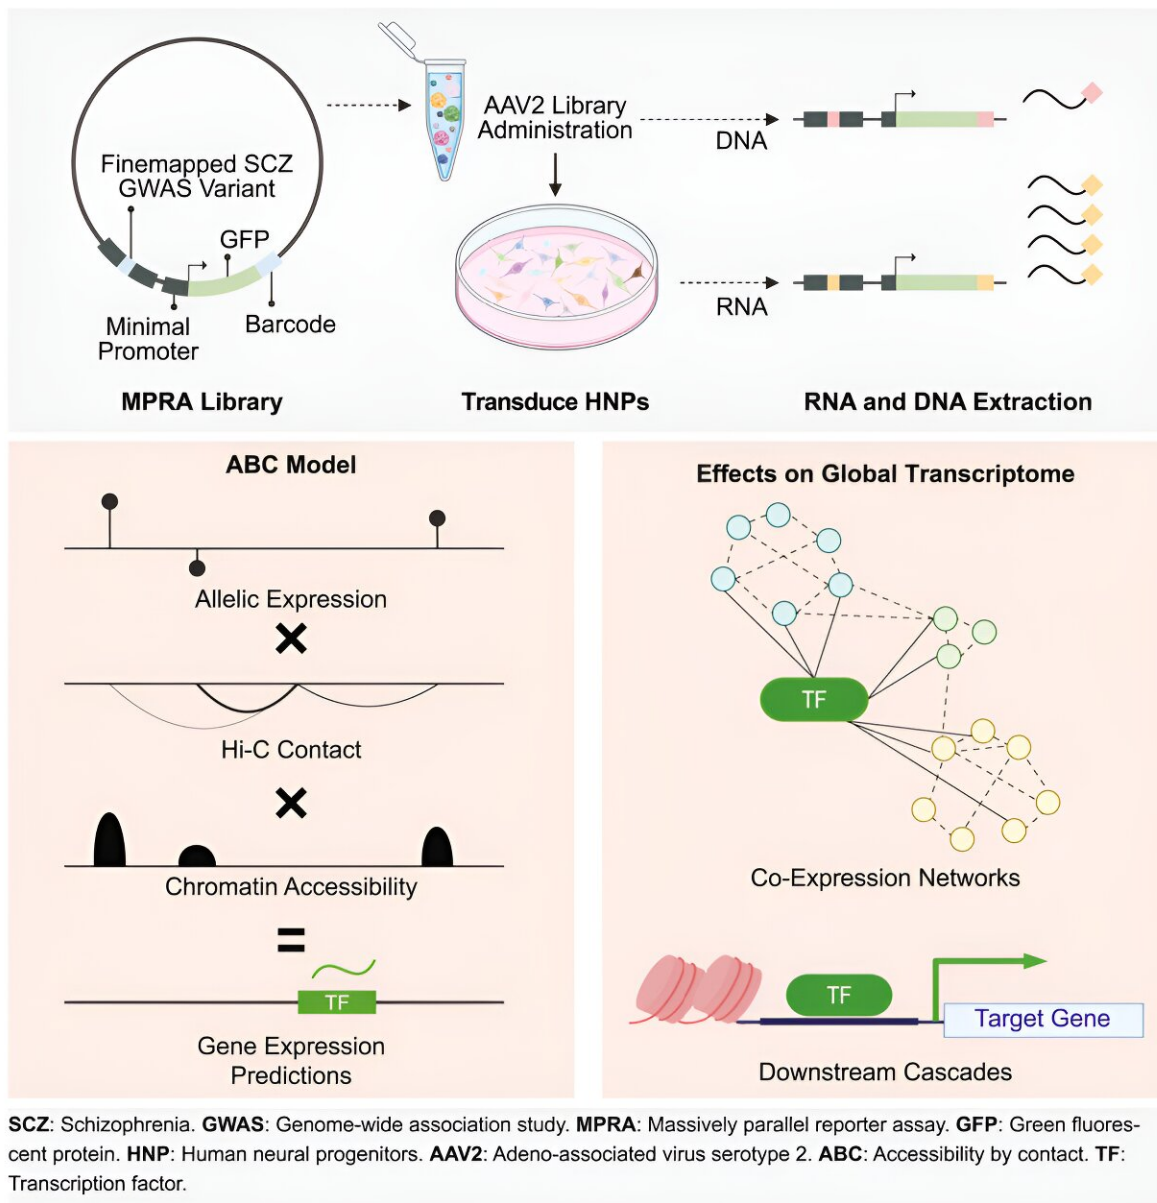 Finemapped SCZ
GWAS Variant
GFP
Minimal
Promoter
Barcode
MPRA Library
AAV2 Library
Administration
Transduce HNPs
DNA
RNA
RNA and DNA Extraction
ABC Model
Allelic Expression
×
Hi-C Contact
×
Chromatin Accessibility
=
TF
Gene Expression
Predictions
Effects on Global Transcriptome
TF
Co-Expression Networks
TF
Target Gene
Downstream Cascades
SCZ: Schizophrenia. GWAS: Genome-wide association study. MPRA: Massively parallel reporter assay. GFP: Green fluores-
cent protein. HNP: Human neural progenitors. AAV2: Adeno-associated virus serotype 2. ABC: Accessibility by contact. TF:
Transcription factor.